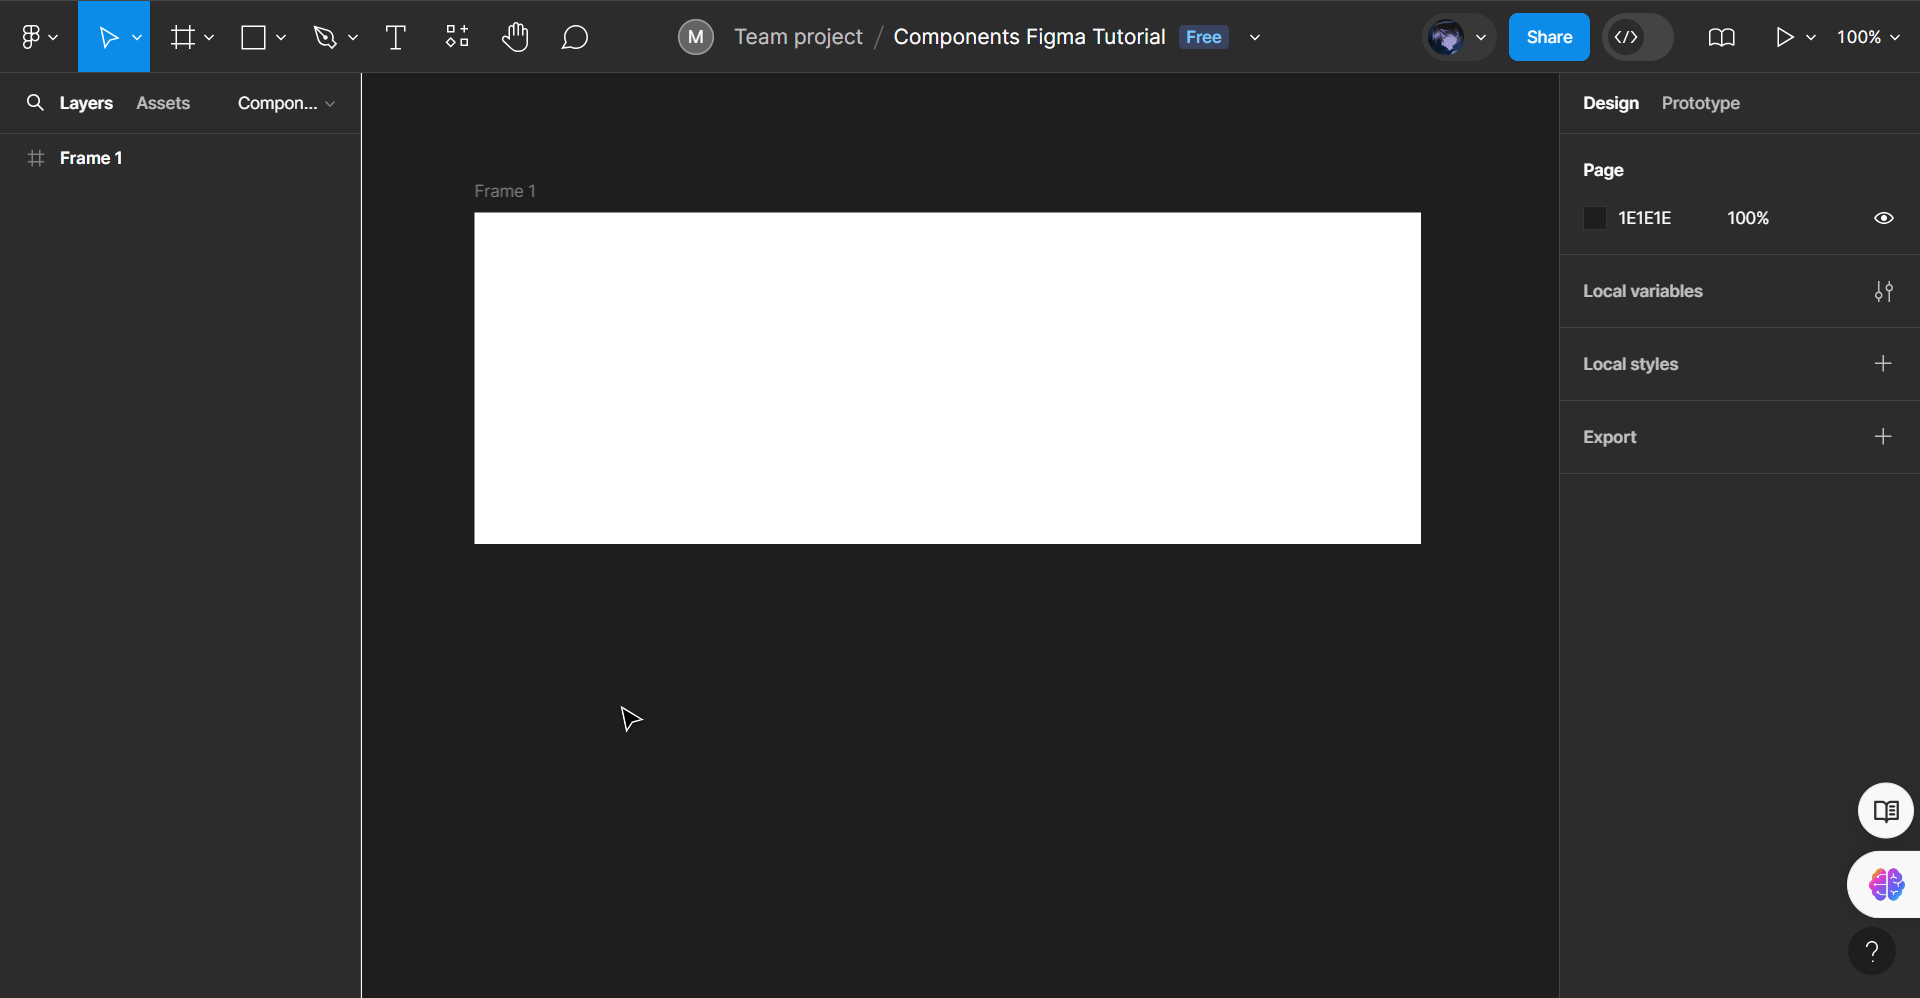 M Team project / Components Figma Tutorial Free
Share
100%
Layers Assets Compon...
Frame 1
Frame 1
Design Prototype
Page
1E1E1E 100%
Local variables
Local styles
Export
?